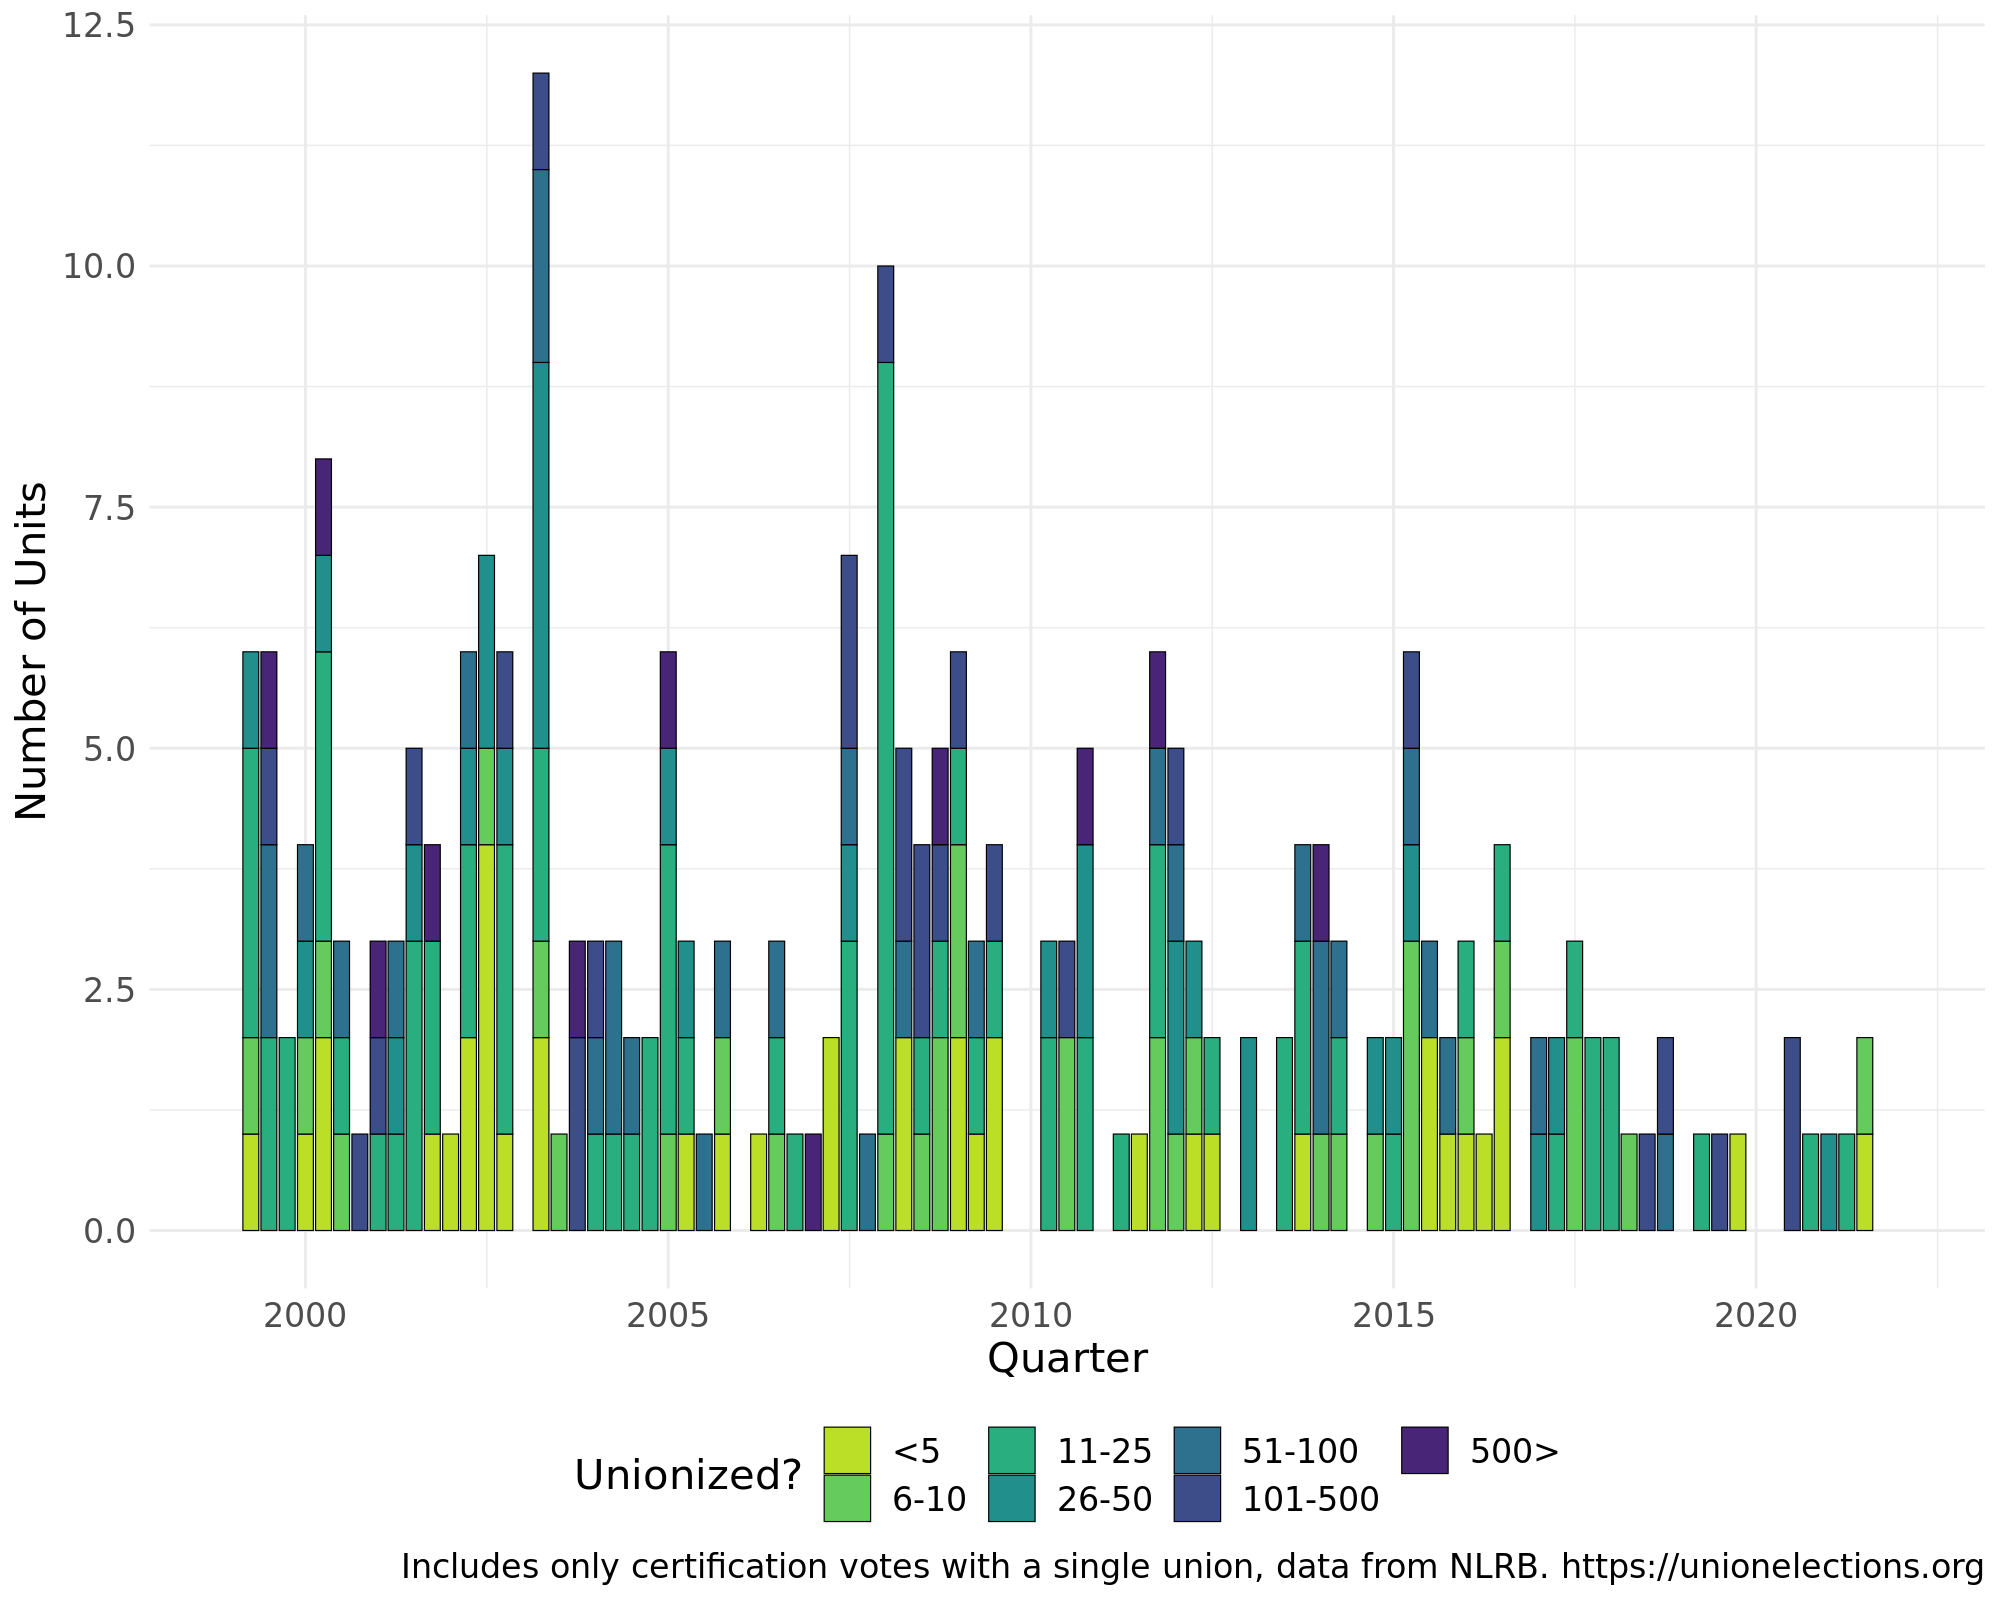 12.5
10.0
7.5
5.0
2.5
0.0
Number of Units
2000 2005 2010 2015 2020
Quarter
Unionized?
<5 11-25 51-100 500>
6-10 26-50 101-500
Includes only certification votes with a single union, data from NLRB. https://unionelections.org